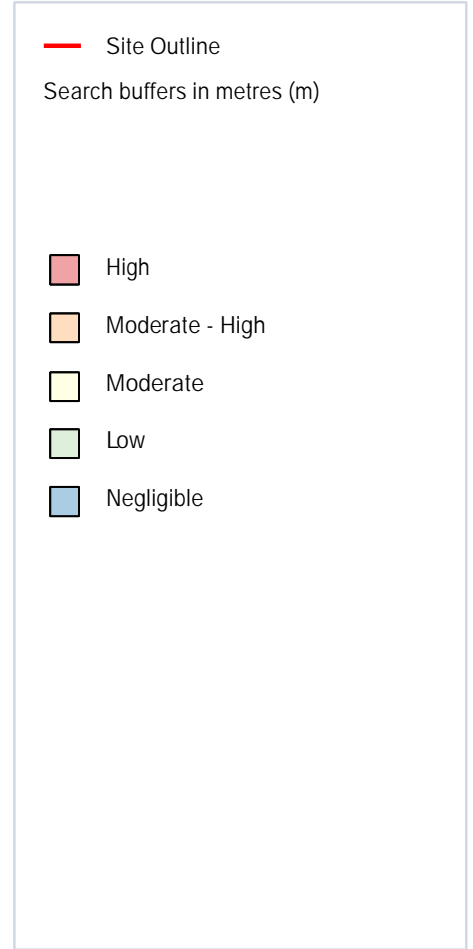 Site Outline
Search buffers in metres (m)
High
Moderate - High
Moderate
Low
Negligible